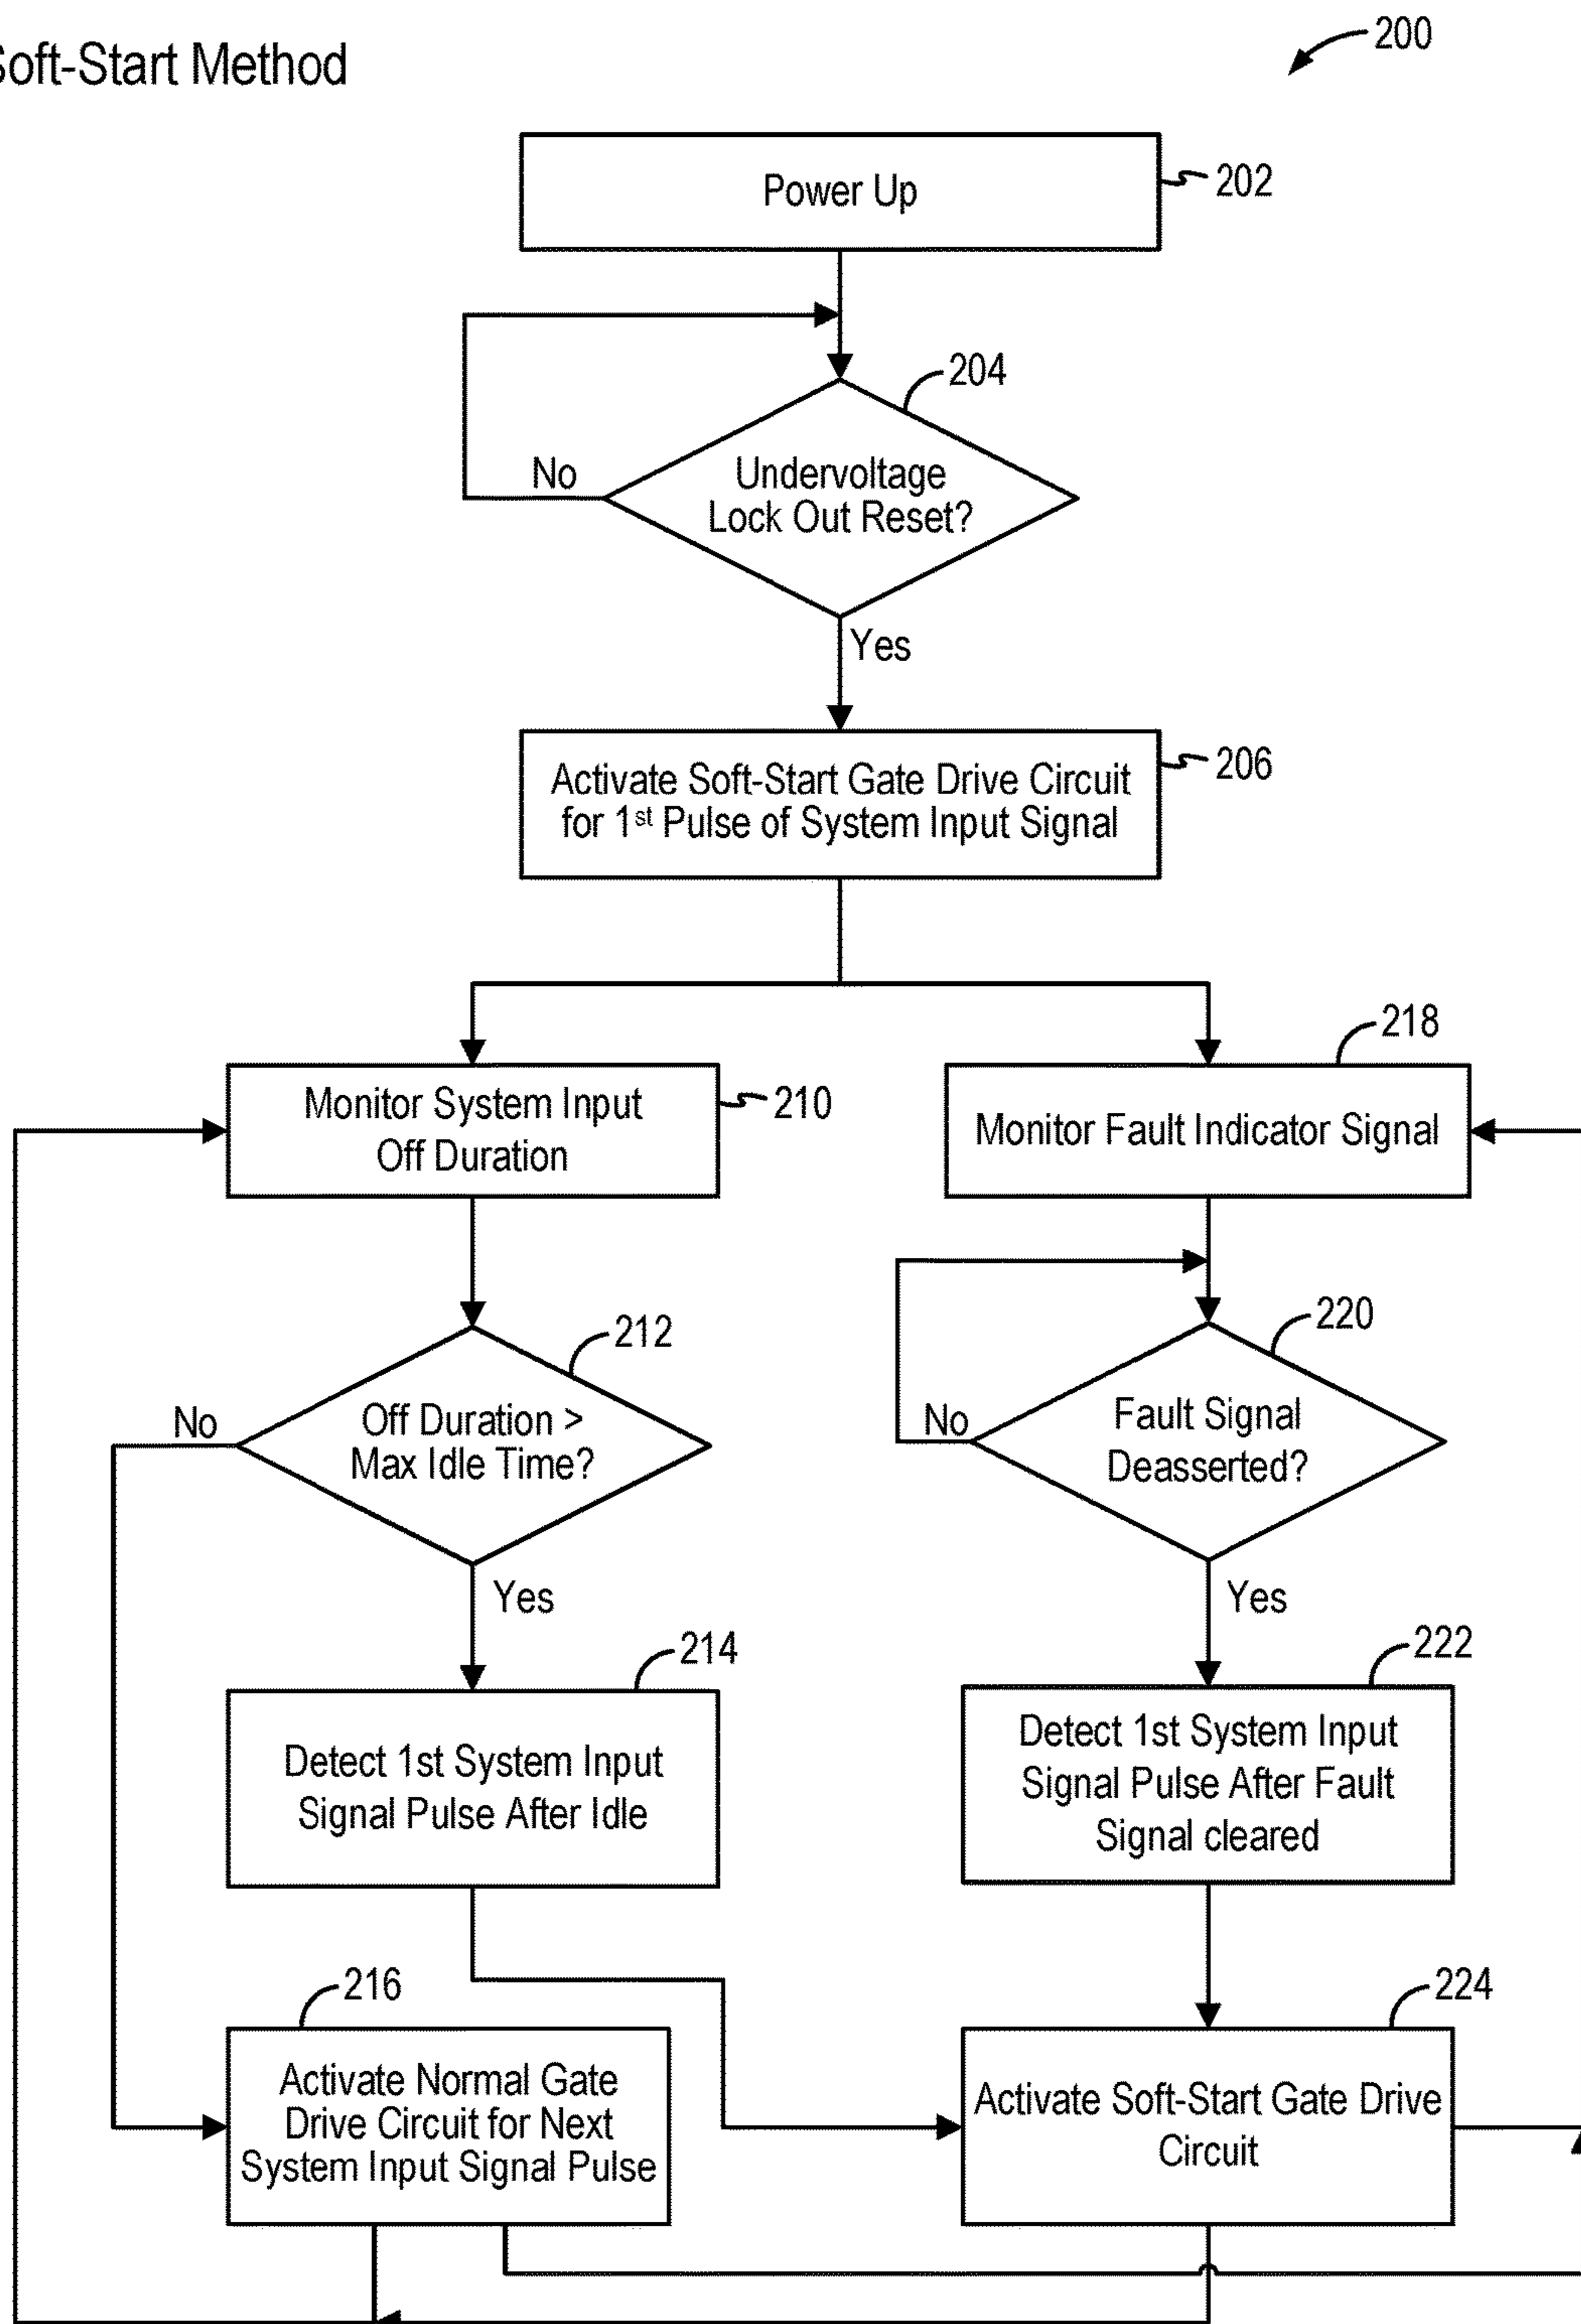 Soft-Start Method
200
Power Up
202
204
No
Undervoltage
Lock Out Reset?
Yes
Activate Soft-Start Gate Drive Circuit
for 1st Pulse of System Input Signal
206
218
Monitor System Input
Off Duration
210
Monitor Fault Indicator Signal
212
220
No
Off Duration >
Max Idle Time?
No
Fault Signal
Deasserted?
Yes
Yes
214
222
Detect 1st System Input
Signal Pulse After Idle
Detect 1st System Input
Signal Pulse After Fault
Signal cleared
216
224
Activate Normal Gate
Drive Circuit for Next
System Input Signal Pulse
Activate Soft-Start Gate Drive
Circuit